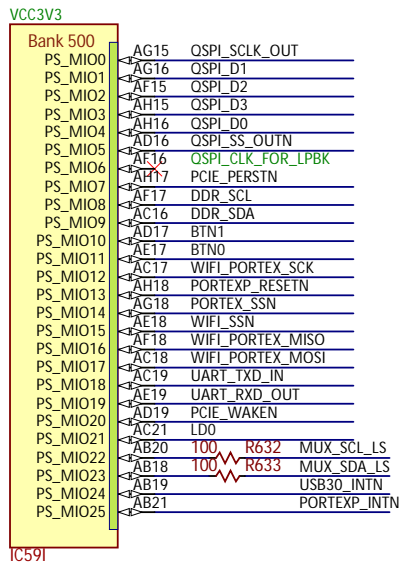 VCC3V3
Bank 500
PS_MIO0 AG15 QSPI_SCLK_OUT
PS_MIO1 AG16 QSPI_D1
PS_MIO2 AF15 QSPI_D2
PS_MIO3 AH15 QSPI_D3
PS_MIO4 AH16 QSPI_D0
PS_MIO5 AD16 QSPI_SS_OUTN
PS_MIO6 AF16 QSPI_CLK_FOR_LPBK
PS_MIO7 AH17 PCIE_PERSTN
PS_MIO8 AF17 DDR_SCL
PS_MIO9 AC16 DDR_SDA
PS_MIO10 AD17 BTN1
PS_MIO11 AE17 BTN0
PS_MIO12 AC17 WIFI_PORTEX_SCK
PS_MIO13 AH18 PORTEXP_RESETN
PS_MIO14 AG18 PORTEX_SSN
PS_MIO15 AE18 WIFI_SSN
PS_MIO16 AF18 WIFI_PORTEX_MISO
PS_MIO17 AC18 WIFI_PORTEX_MOSI
PS_MIO18 AC19 UART_TXD_IN
PS_MIO19 AE19 UART_RXD_OUT
PS_MIO20 AD19 PCIE_WAKEN
PS_MIO21 AC21 LD0
PS_MIO22 AB20 100 R632 MUX_SCL_LS
PS_MIO23 AB18 100 R633 MUX_SDA_LS
PS_MIO24 AB19 USB30_INTN
PS_MIO25 AB21 PORTEXP_INTN
IC59I